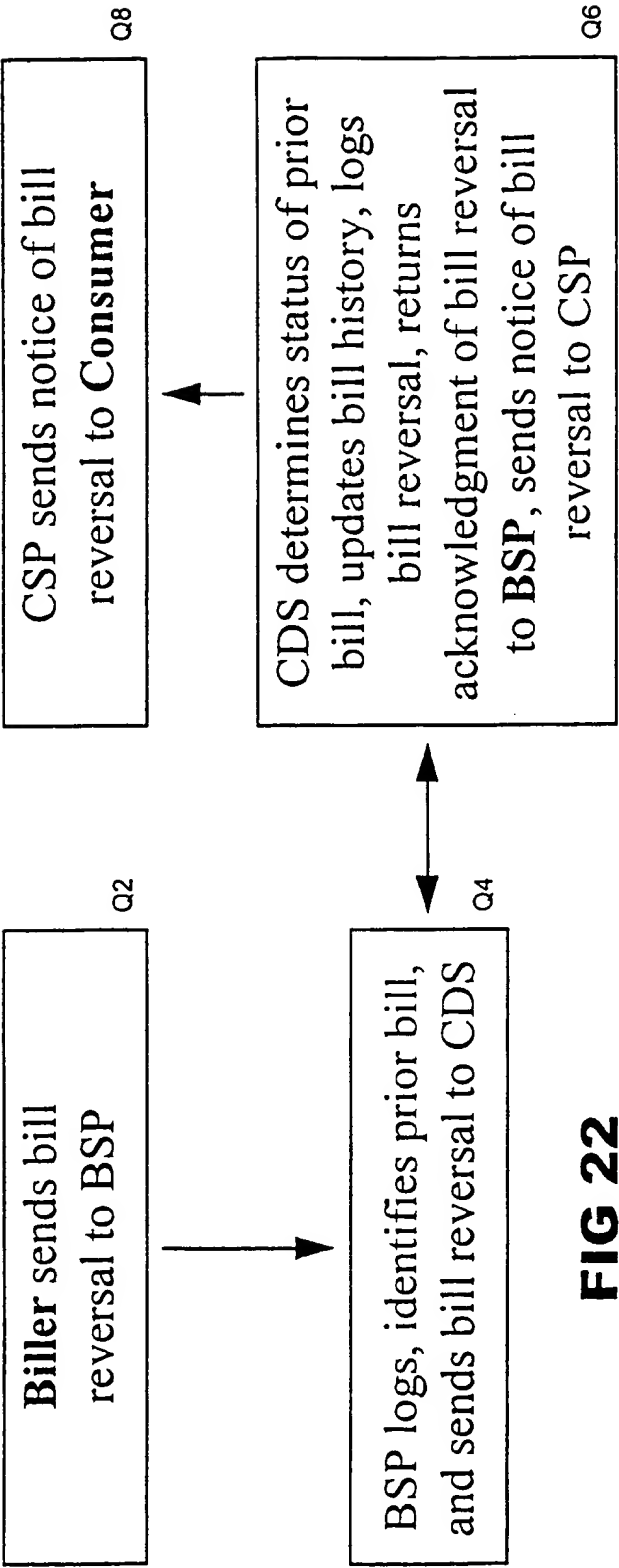 Biller sends bill
reversal to BSP
Q2
BSP logs, identifies prior bill,
and sends bill reversal to CDS
Q4
CDS determines status of prior
bill, updates bill history, logs
bill reversal, returns
acknowledgment of bill reversal
to BSP, sends notice of bill
reversal to CSP
Q6
CSP sends notice of bill
reversal to Consumer
Q8
FIG 22